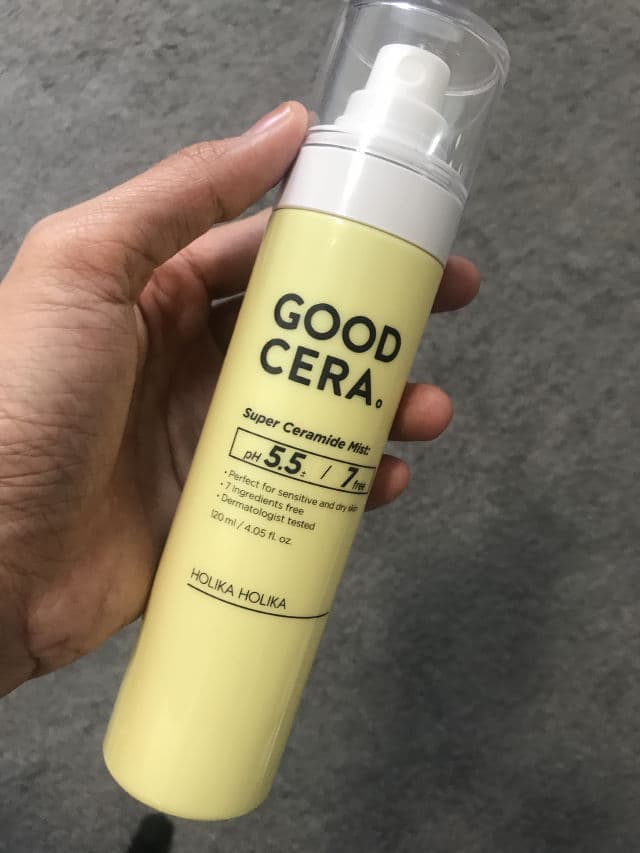 GOOD
CERA.
Super Ceramide Mist:
pH 5.5± / 7 free
• Perfect for sensitive and dry skin
• 7 Ingredients free
• Dermatologist tested
120 ml / 4.05 fl. oz.
HOLIKA HOLIKA